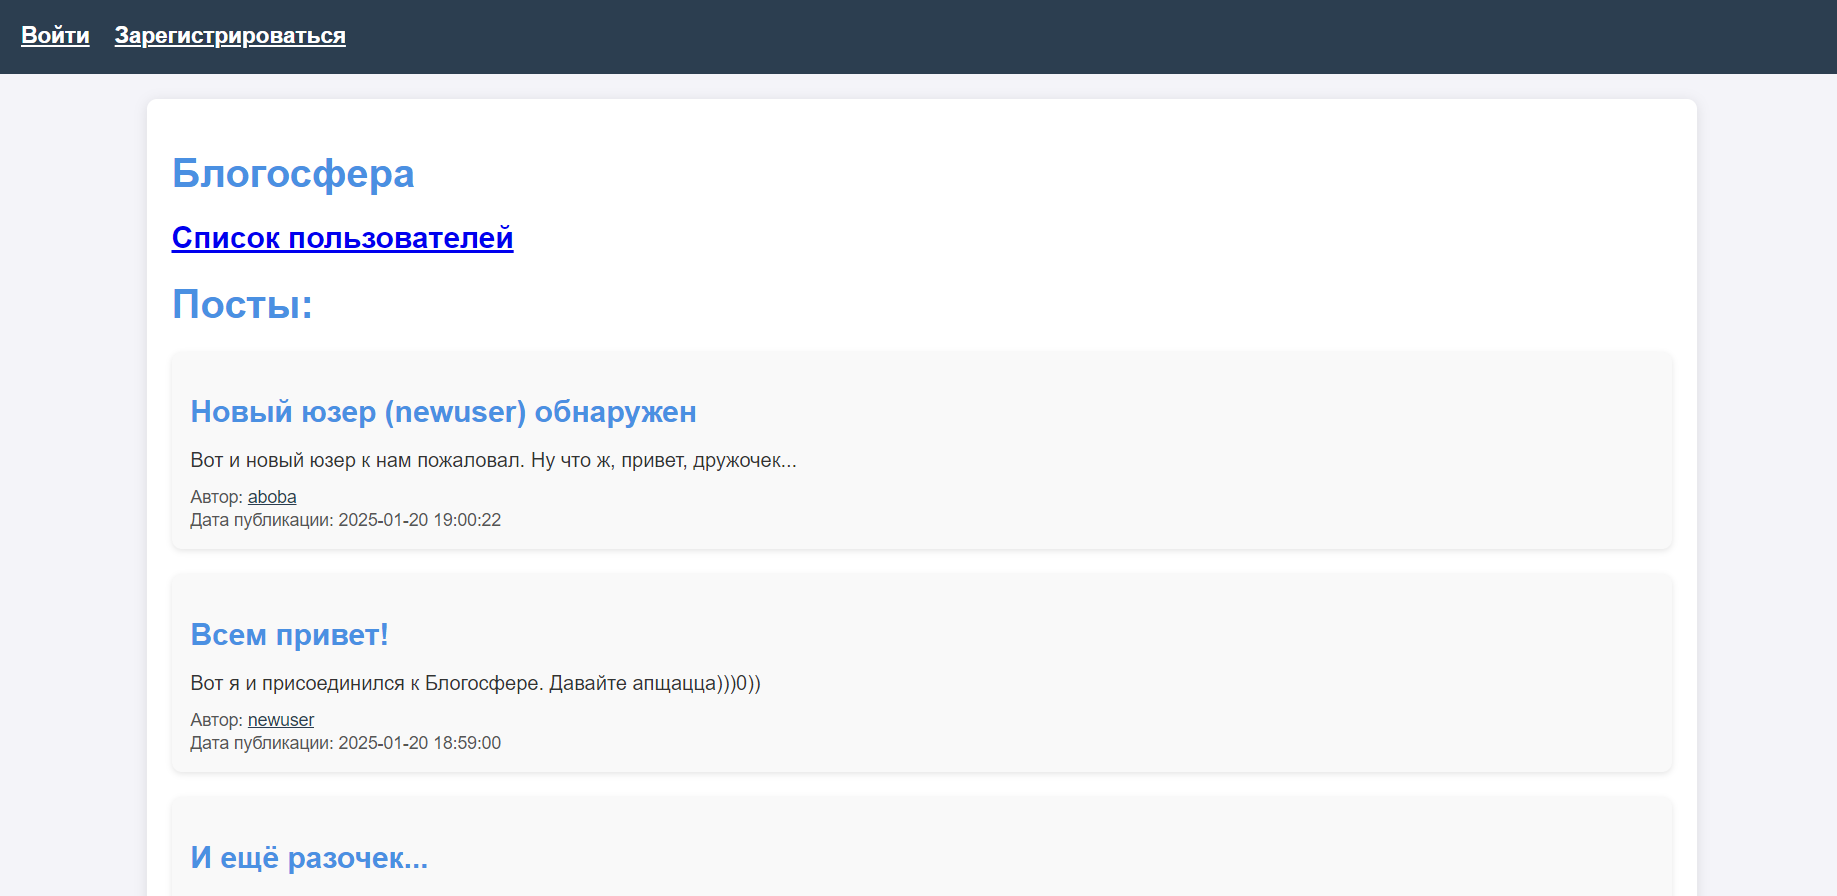 Войти Зарегистрироваться
Блогосфера
Список пользователей
Посты:
Новый юзер (newuser) обнаружен
Вот и новый юзер к нам пожаловал. Ну что ж, привет, дружочек...
Автор: aboba
Дата публикации: 2025-01-20 19:00:22
Всем привет!
Вот я и присоединился к Блогосфере. Давайте апщацца)))0))
Автор: newuser
Дата публикации: 2025-01-20 18:59:00
И ещё разочек...